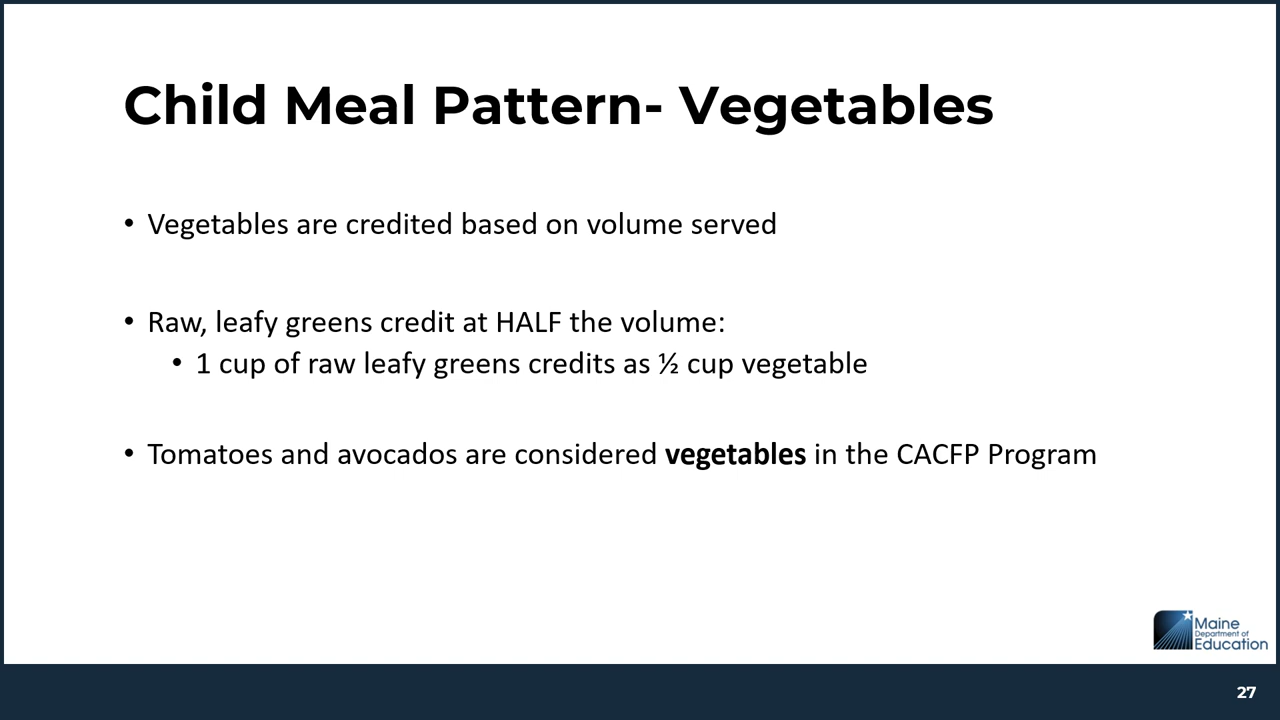 Child Meal Pattern- Vegetables
• Vegetables are credited based on volume served
• Raw, leafy greens credit at HALF the volume:
• 1 cup of raw leafy greens credits as ½ cup vegetable
• Tomatoes and avocados are considered vegetables in the CACFP Program
Maine
Department of
Education
27